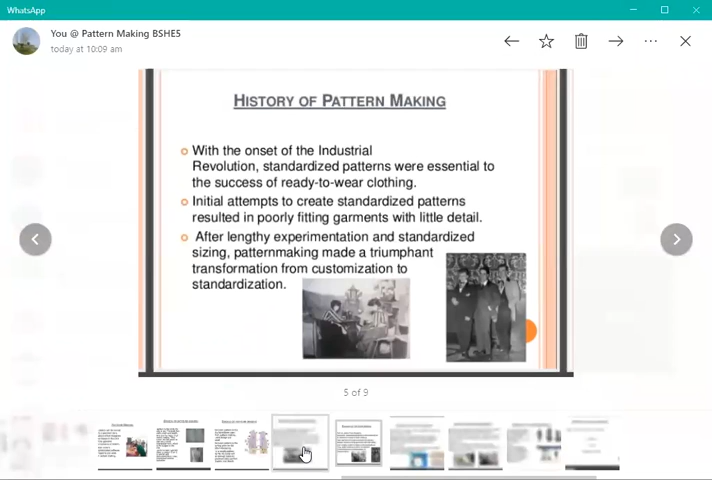 WhatsApp
You @ Pattern Making BSHE5
today at 10:09 am
HISTORY OF PATTERN MAKING
With the onset of the Industrial
Revolution, standardized patterns were essential to
the success of ready-to-wear clothing.
Initial attempts to create standardized patterns
resulted in poorly fitting garments with little detail.
After lengthy experimentation and standardized
sizing, patternmaking made a triumphant
transformation from customization to
standardization.
5 of 9